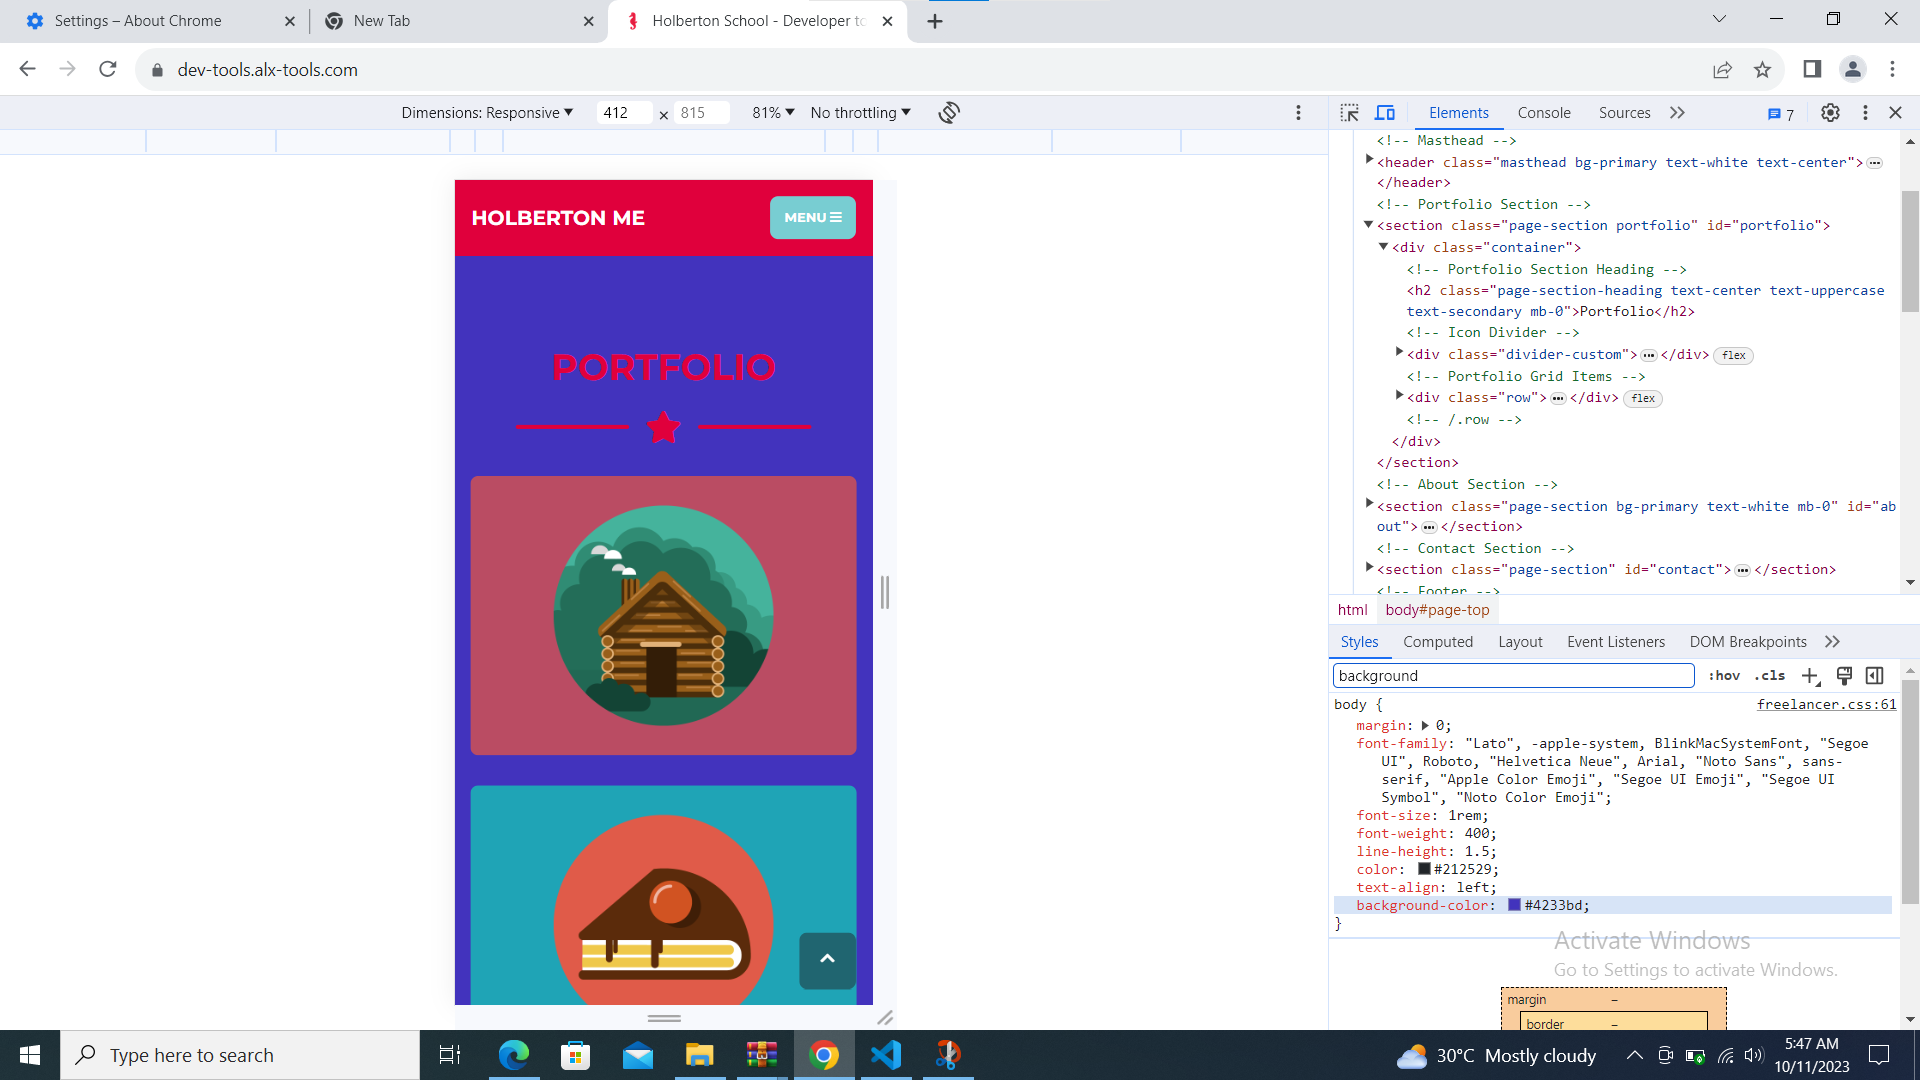 Settings – About Chrome
New Tab
Holberton School - Developer to
dev-tools.alx-tools.com
Dimensions: Responsive 412 × 815 81% No throttling
HOLBERTON ME
MENU
PORTFOLIO
Elements Console Sources 7
<!-- Masthead -->
<header class="masthead bg-primary text-white text-center">
</header>
<!-- Portfolio Section -->
<section class="page-section portfolio" id="portfolio">
<div class="container">
<!-- Portfolio Section Heading -->
<h2 class="page-section-heading text-center text-uppercase
text-secondary mb-0">Portfolio</h2>
<!-- Icon Divider -->
<div class="divider-custom">…</div> flex
<!-- Portfolio Grid Items -->
<div class="row">…</div> flex
<!-- /.row -->
</div>
</section>
<!-- About Section -->
<section class="page-section bg-primary text-white mb-0" id="ab
out">…</section>
<!-- Contact Section -->
<section class="page-section" id="contact">…</section>
<!-- Footer -->
html body#page-top
Styles Computed Layout Event Listeners DOM Breakpoints
background
:hov .cls
body { freelancer.css:61
margin: 0;
font-family: "Lato", -apple-system, BlinkMacSystemFont, "Segoe
UI", Roboto, "Helvetica Neue", Arial, "Noto Sans", sans-
serif, "Apple Color Emoji", "Segoe UI Emoji", "Segoe UI
Symbol", "Noto Color Emoji";
font-size: 1rem;
font-weight: 400;
line-height: 1.5;
color: #212529;
text-align: left;
background-color: #4233bd;
}
Activate Windows
Go to Settings to activate Windows.
margin –
border –
Type here to search
30°C Mostly cloudy
5:47 AM
10/11/2023